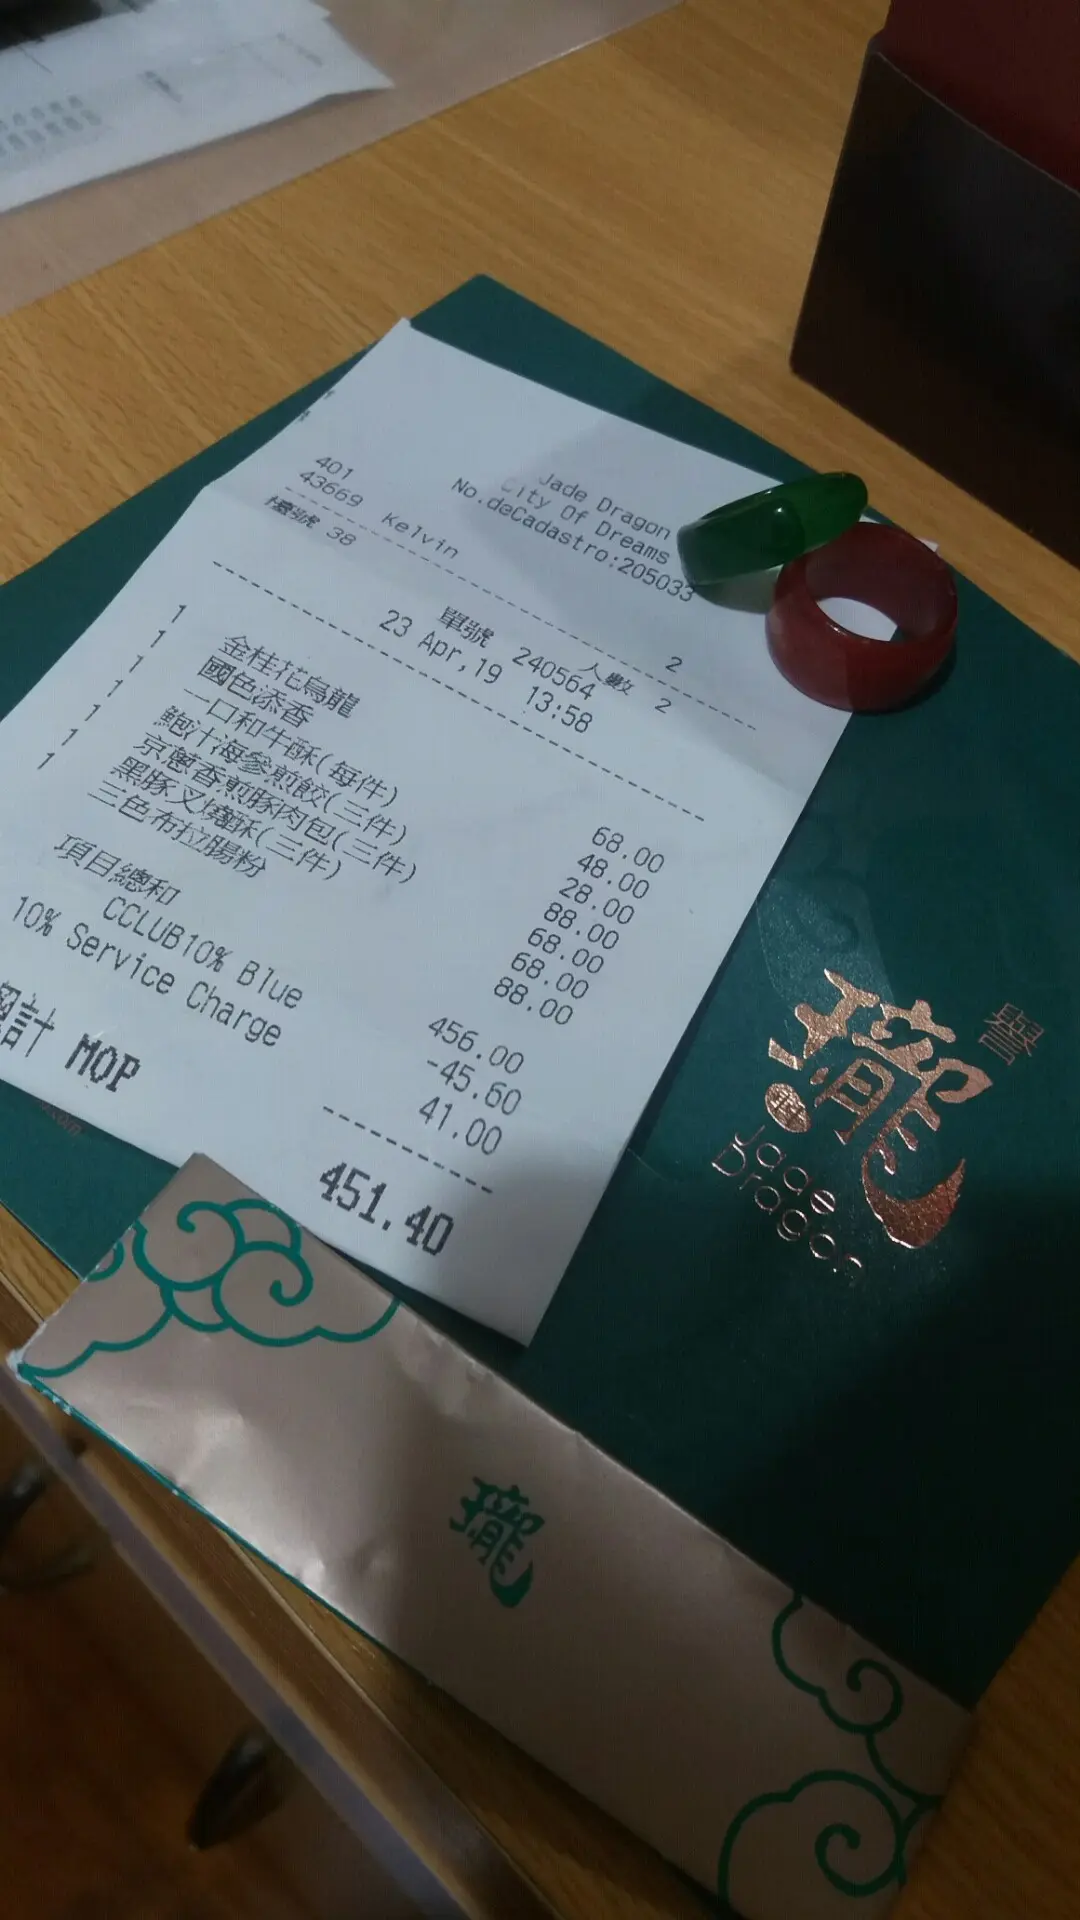 Jade Dragon
City Of Dreams
No.deCadastro:205033
401
43669 Kelvin
檯號 38
2
單號 240564 人數 2
23 Apr,19 13:58
1 金桂花烏龍 68.00
1 國色添香 48.00
1 一口和牛酥(每件) 28.00
1 鮑汁海參煎餃(三件) 88.00
1 京蔥香煎豚肉包(三件) 68.00
1 黑豚叉燒酥(三件) 68.00
1 三色布拉腸粉 88.00
項目總和 456.00
CCLUB10% Blue -45.60
10% Service Charge 41.00
總計 MOP 451.40
譽
瓏
Jade
Dragon
瓏